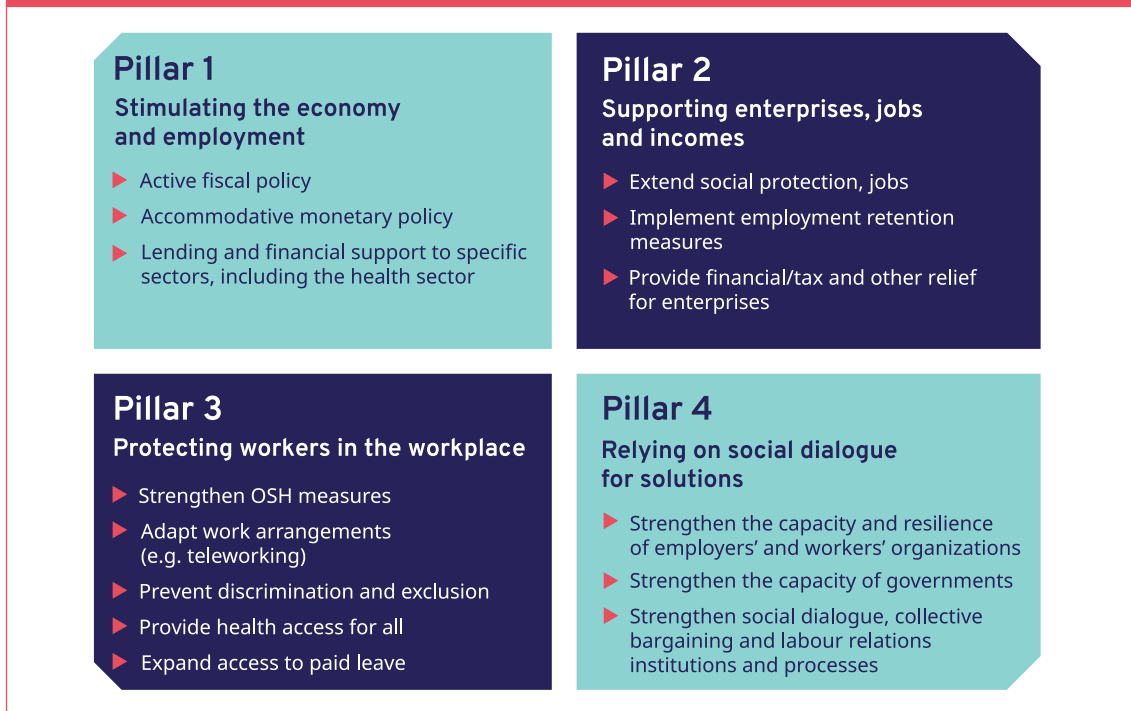 Pillar 1
Stimulating the economy
and employment
Active fiscal policy
Accommodative monetary policy
Lending and financial support to specific
sectors, including the health sector
Pillar 2
Supporting enterprises, jobs
and incomes
Extend social protection, jobs
Implement employment retention
measures
Provide financial/tax and other relief
for enterprises
Pillar 3
Protecting workers in the workplace
Strengthen OSH measures
Adapt work arrangements
(e.g. teleworking)
Prevent discrimination and exclusion
Provide health access for all
Expand access to paid leave
Pillar 4
Relying on social dialogue
for solutions
Strengthen the capacity and resilience
of employers’ and workers’ organizations
Strengthen the capacity of governments
Strengthen social dialogue, collective
bargaining and labour relations
institutions and processes